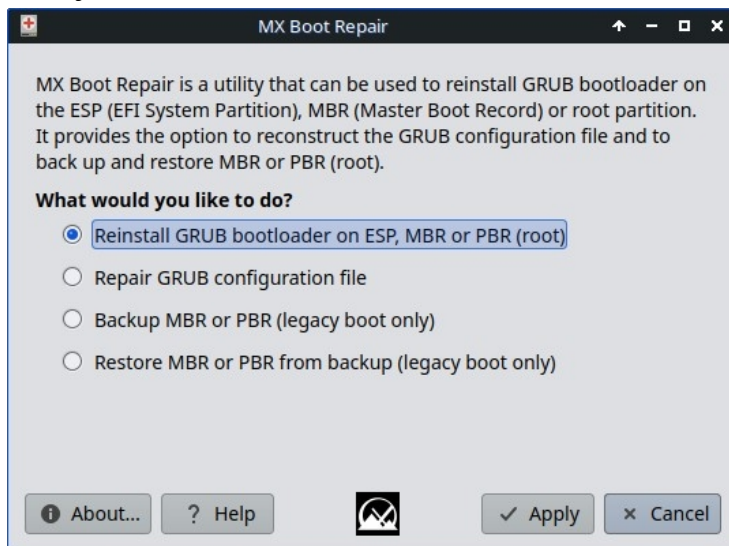 MX Boot Repair
MX Boot Repair is a utility that can be used to reinstall GRUB bootloader on
the ESP (EFI System Partition), MBR (Master Boot Record) or root partition.
It provides the option to reconstruct the GRUB configuration file and to
back up and restore MBR or PBR (root).
What would you like to do?
Reinstall GRUB bootloader on ESP, MBR or PBR (root)
Repair GRUB configuration file
Backup MBR or PBR (legacy boot only)
Restore MBR or PBR from backup (legacy boot only)
About... ? Help Apply Cancel